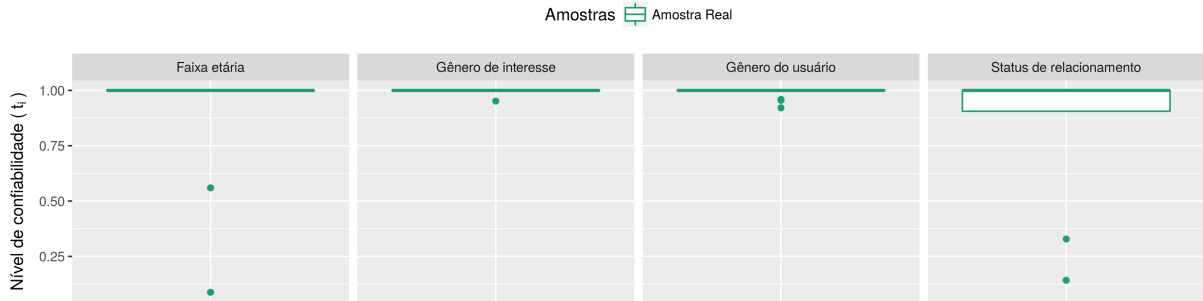 Amostras Amostra Real
Faixa etária Gênero de interesse Gênero do usuário Status de relacionamento
Nível de confiabilidade ( ti )
1.00
0.75
0.50
0.25